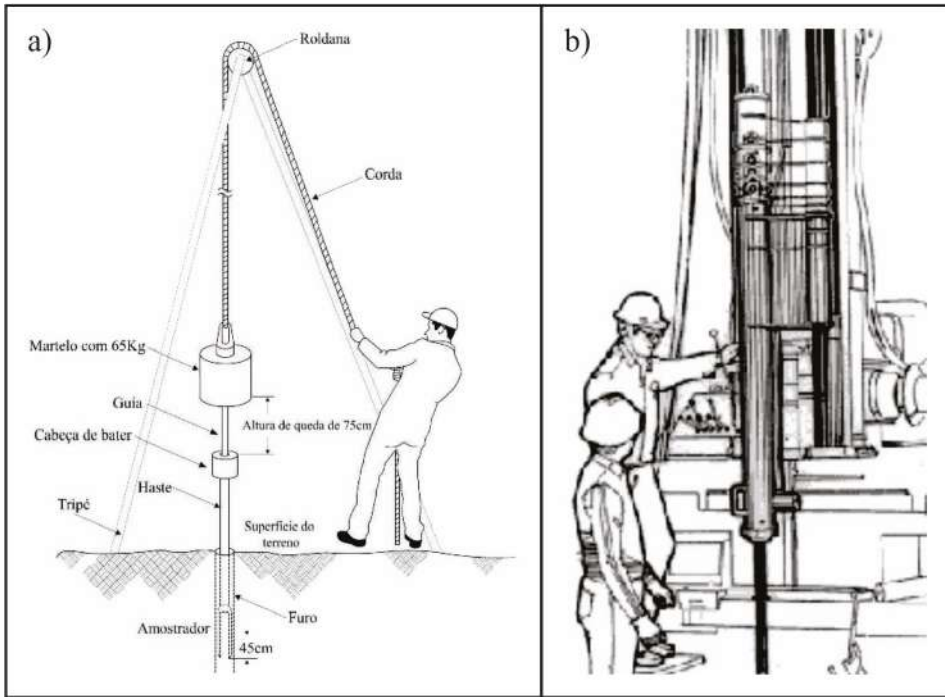 a)
Roldana
Corda
Martelo com 65Kg
Guia
Altura de queda de 75cm
Cabeça de bater
Haste
Tripé
Superfície do
terreno
Furo
Amostrador
45cm
b)